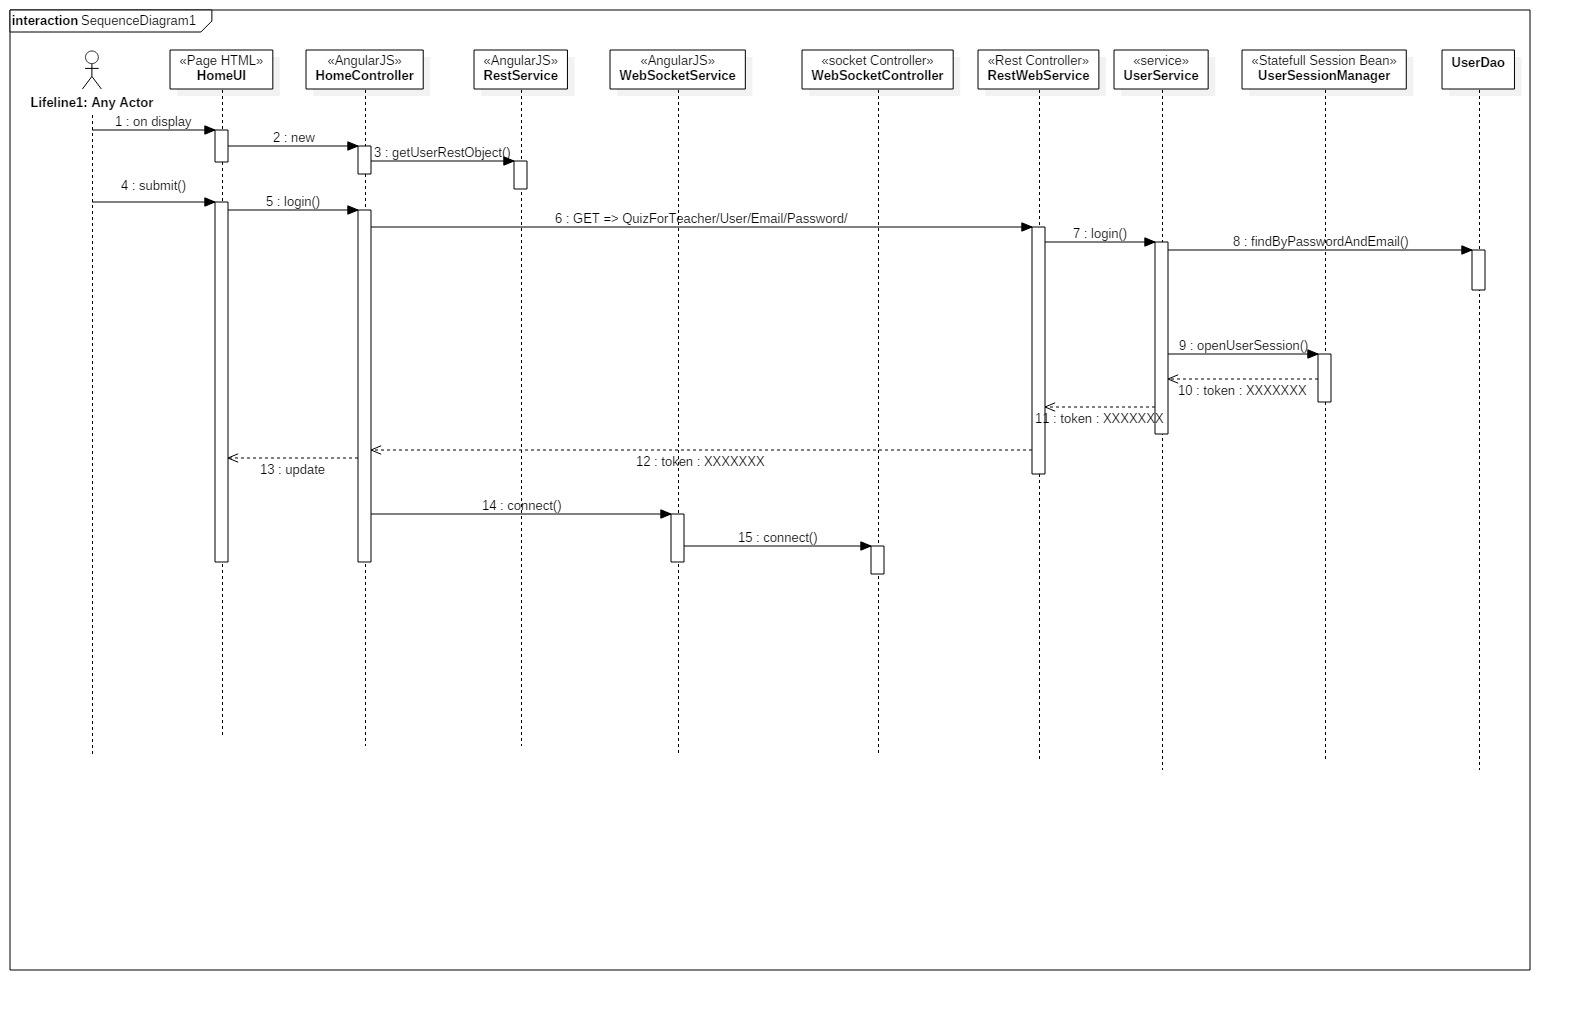 interaction SequenceDiagram1
«Page HTML»
HomeUI
«AngularJS»
HomeController
«AngularJS»
RestService
«AngularJS»
WebSocketService
«socket Controller»
WebSocketController
«Rest Controller»
RestWebService
«service»
UserService
«Statefull Session Bean»
UserSessionManager
UserDao
Lifeline1: Any Actor
1 : on display
2 : new
3 : getUserRestObject()
4 : submit()
5 : login()
6 : GET => QuizForTeacher/User/Email/Password/
7 : login()
8 : findByPasswordAndEmail()
9 : openUserSession()
10 : token : XXXXXXX
11 : token : XXXXXXX
12 : token : XXXXXXX
13 : update
14 : connect()
15 : connect()